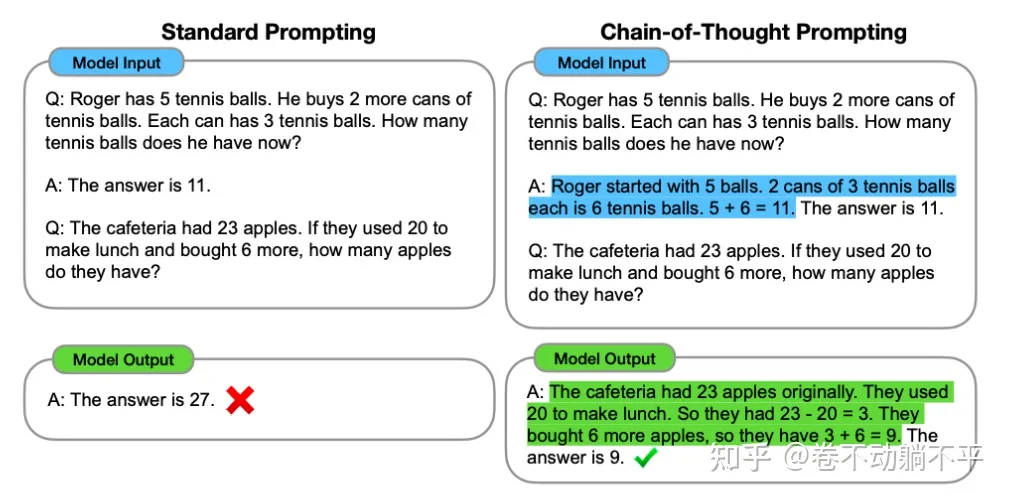 Standard Prompting
Model Input
Q: Roger has 5 tennis balls. He buys 2 more cans of
tennis balls. Each can has 3 tennis balls. How many
tennis balls does he have now?
A: The answer is 11.
Q: The cafeteria had 23 apples. If they used 20 to
make lunch and bought 6 more, how many apples
do they have?
Model Output
A: The answer is 27.
Chain-of-Thought Prompting
Model Input
Q: Roger has 5 tennis balls. He buys 2 more cans of
tennis balls. Each can has 3 tennis balls. How many
tennis balls does he have now?
A: Roger started with 5 balls. 2 cans of 3 tennis balls
each is 6 tennis balls. 5 + 6 = 11. The answer is 11.
Q: The cafeteria had 23 apples. If they used 20 to
make lunch and bought 6 more, how many apples
do they have?
Model Output
A: The cafeteria had 23 apples originally. They used
20 to make lunch. So they had 23 - 20 = 3. They
bought 6 more apples, so they have 3 + 6 = 9. The
answer is 9.
知乎 @卷不动躺不平